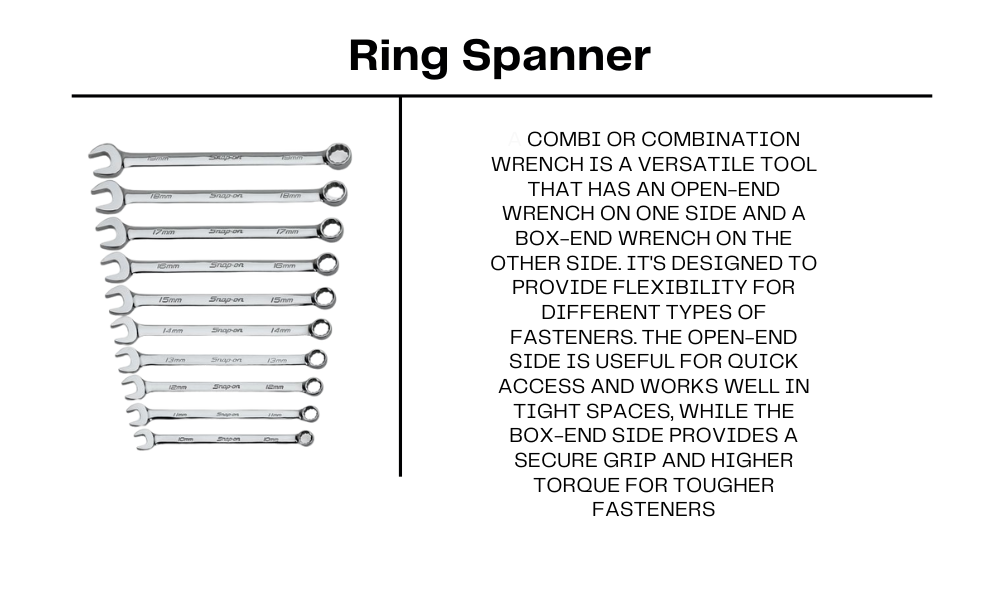 Ring Spanner
A COMBI OR COMBINATION
WRENCH IS A VERSATILE TOOL
THAT HAS AN OPEN-END
WRENCH ON ONE SIDE AND A
BOX-END WRENCH ON THE
OTHER SIDE. IT'S DESIGNED TO
PROVIDE FLEXIBILITY FOR
DIFFERENT TYPES OF
FASTENERS. THE OPEN-END
SIDE IS USEFUL FOR QUICK
ACCESS AND WORKS WELL IN
TIGHT SPACES, WHILE THE
BOX-END SIDE PROVIDES A
SECURE GRIP AND HIGHER
TORQUE FOR TOUGHER
FASTENERS
Snap-on
18mm Snap-on 18mm
17mm Snap-on 17mm
16mm Snap-on 16mm
15mm Snap-on 15mm
14mm Snap-on 14mm
13mm Snap-on 13mm
12mm Snap-on 12mm
11mm Snap-on 11mm
10mm Snap-on 10mm